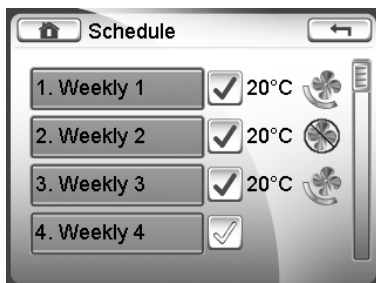 Schedule
1. Weekly 1 20°C
2. Weekly 2 20°C
3. Weekly 3 20°C
4. Weekly 4